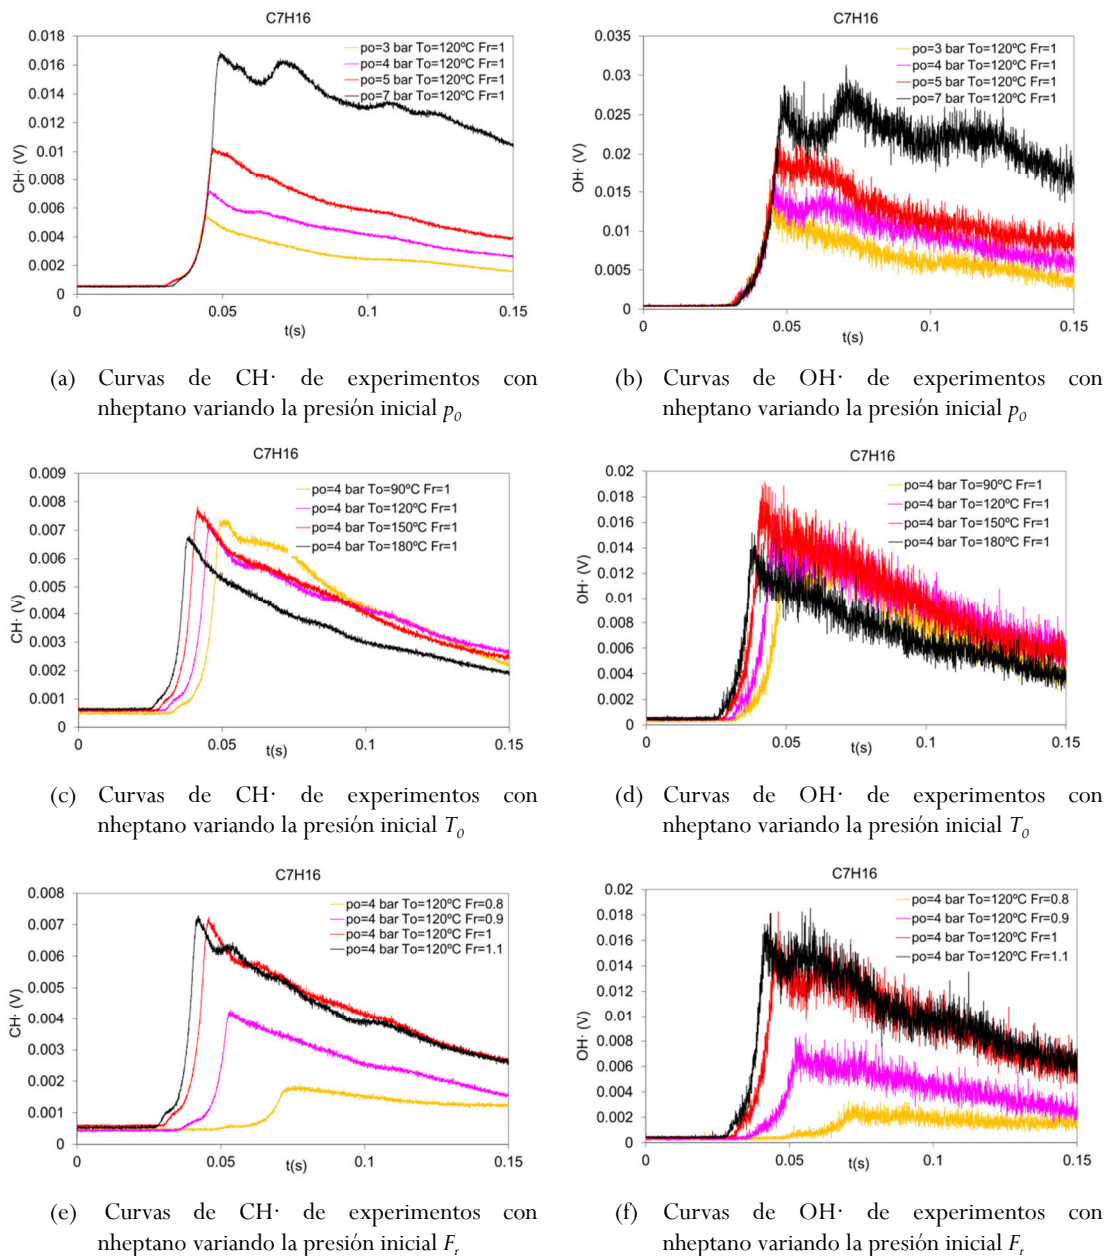 C7H16
0.018
0.016
0.014
0.012
0.01
0.008
0.006
0.004
0.002
0
CH· (V)
po=3 bar To=120ºC Fr=1
po=4 bar To=120ºC Fr=1
po=5 bar To=120ºC Fr=1
po=7 bar To=120ºC Fr=1
0 0.05 0.1 0.15
t(s)
(a) Curvas de CH· de experimentos con
nheptano variando la presión inicial p0
C7H16
0.035
0.03
0.025
0.02
0.015
0.01
0.005
0
OH· (V)
po=3 bar To=120ºC Fr=1
po=4 bar To=120ºC Fr=1
po=5 bar To=120ºC Fr=1
po=7 bar To=120ºC Fr=1
0 0.05 0.1 0.15
t(s)
(b) Curvas de OH· de experimentos con
nheptano variando la presión inicial p0
C7H16
0.009
0.008
0.007
0.006
0.005
0.004
0.003
0.002
0.001
0
CH· (V)
po=4 bar To=90ºC Fr=1
po=4 bar To=120ºC Fr=1
po=4 bar To=150ºC Fr=1
po=4 bar To=180ºC Fr=1
0 0.05 0.1 0.15
t(s)
(c) Curvas de CH· de experimentos con
nheptano variando la presión inicial T0
C7H16
0.02
0.018
0.016
0.014
0.012
0.01
0.008
0.006
0.004
0.002
0
OH· (V)
po=4 bar To=90ºC Fr=1
po=4 bar To=120ºC Fr=1
po=4 bar To=150ºC Fr=1
po=4 bar To=180ºC Fr=1
0 0.05 0.1 0.15
t(s)
(d) Curvas de OH· de experimentos con
nheptano variando la presión inicial T0
C7H16
0.008
0.007
0.006
0.005
0.004
0.003
0.002
0.001
0
CH· (V)
po=4 bar To=120ºC Fr=0.8
po=4 bar To=120ºC Fr=0.9
po=4 bar To=120ºC Fr=1
po=4 bar To=120ºC Fr=1.1
0 0.05 0.1 0.15
t(s)
(e) Curvas de CH· de experimentos con
nheptano variando la presión inicial Fr
C7H16
0.02
0.018
0.016
0.014
0.012
0.01
0.008
0.006
0.004
0.002
0
OH· (V)
po=4 bar To=120ºC Fr=0.8
po=4 bar To=120ºC Fr=0.9
po=4 bar To=120ºC Fr=1
po=4 bar To=120ºC Fr=1.1
0 0.05 0.1 0.15
t(s)
(f) Curvas de OH· de experimentos con
nheptano variando la presión inicial Fr